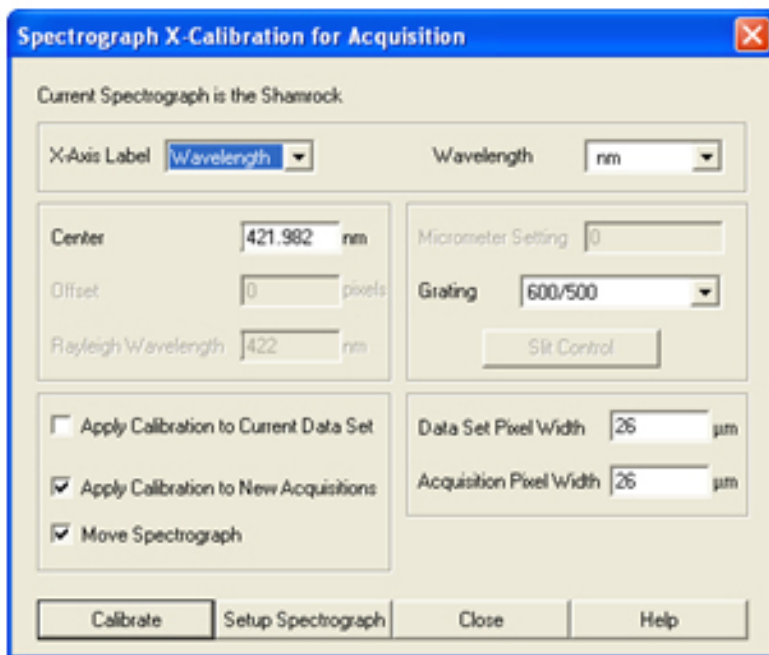 Spectrograph X-Calibration for Acquisition
Current Spectrograph is the Shamrock
X-Axis Label Wavelength Wavelength nm
Center 421.982 nm
Micrometer Setting 0
Offset 0 pixels
Grating 600/500
Rayleigh Wavelength 422 nm
Slit Control
Apply Calibration to Current Data Set
Data Set Pixel Width 26 µm
Apply Calibration to New Acquisitions
Acquisition Pixel Width 26 µm
Move Spectrograph
Calibrate Setup Spectrograph Close Help